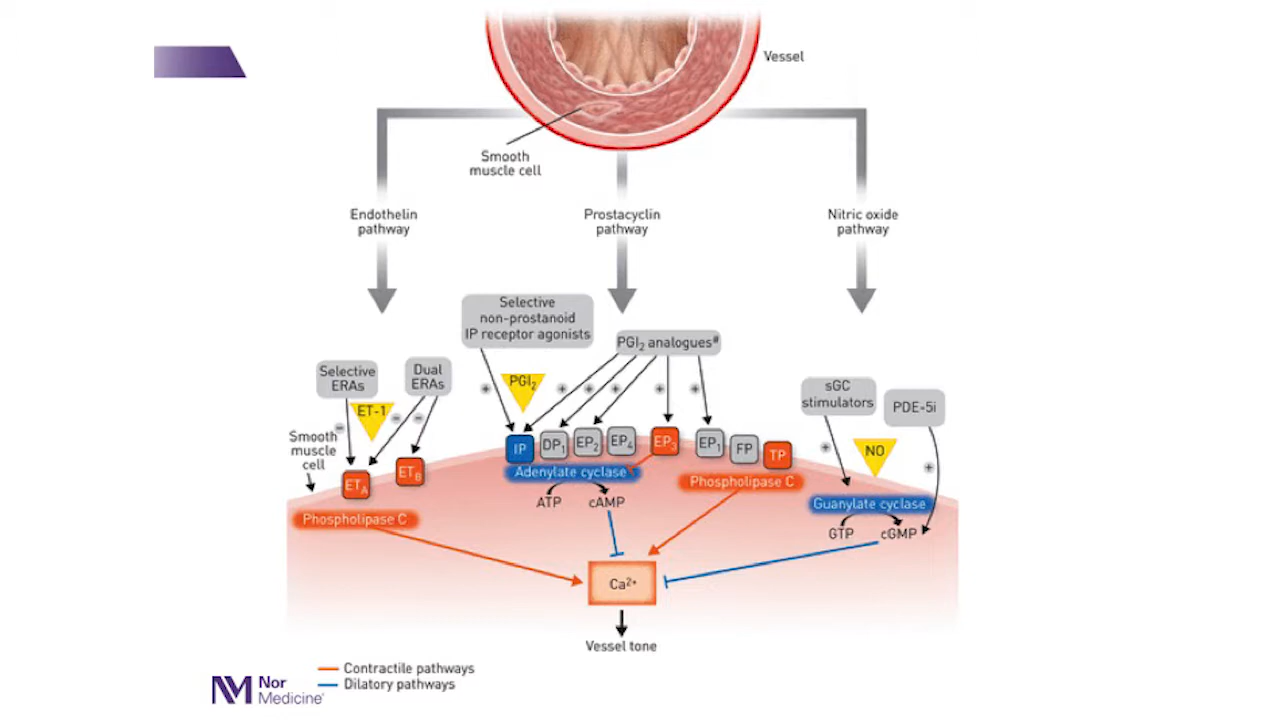 Vessel
Smooth
muscle cell
Endothelin
pathway
Prostacyclin
pathway
Nitric oxide
pathway
Selective
non-prostanoid
IP receptor agonists
PGI₂ analogues#
Selective
ERAs
Dual
ERAs
ET-1
PGI₂
sGC
stimulators
PDE-5i
NO
Smooth
muscle
cell
ETA
ETB
IP
DP₁
EP₂
EP₄
EP₃
EP₁
FP
TP
Adenylate cyclase
Phospholipase C
ATP
cAMP
Guanylate cyclase
GTP
cGMP
Phospholipase C
Ca²⁺
Vessel tone
Contractile pathways
Dilatory pathways
NM Nor
Medicine